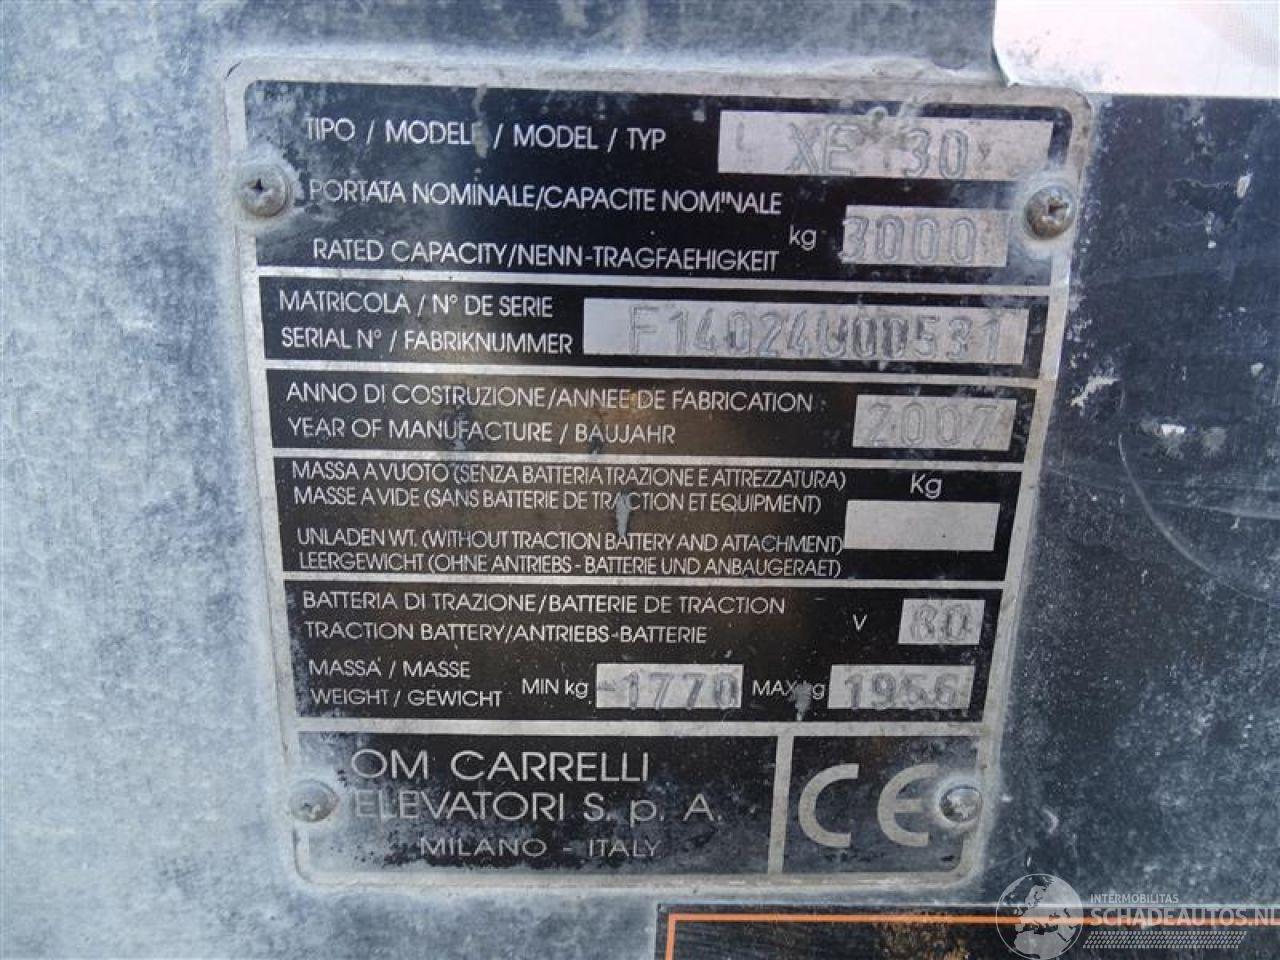 TIPO / MODELE / MODEL / TYP XE 30
PORTATA NOMINALE/CAPACITE NOMINALE
RATED CAPACITY/NENN-TRAGFAEHIGKEIT kg 3000
MATRICOLA / N° DE SERIE
SERIAL N° / FABRIKNUMMER F14024U00531
ANNO DI COSTRUZIONE/ANNEE DE FABRICATION
YEAR OF MANUFACTURE / BAUJAHR 2007
MASSA A VUOTO (SENZA BATTERIA TRAZIONE E ATTREZZATURA) Kg
MASSE A VIDE (SANS BATTERIE DE TRACTION ET EQUIPMENT)
UNLADEN WT. (WITHOUT TRACTION BATTERY AND ATTACHMENT)
LEERGEWICHT (OHNE ANTRIEBS-BATTERIE UND ANBAUGERAET)
BATTERIA DI TRAZIONE/BATTERIE DE TRACTION
TRACTION BATTERY/ANTRIEBS-BATTERIE V 80
MASSA / MASSE
WEIGHT / GEWICHT MIN kg 1770 MAX kg 1956
OM CARRELLI
ELEVATORI S. p. A.
MILANO - ITALY
CE
INTERMOBILITAS
SCHADEAUTOS.NL